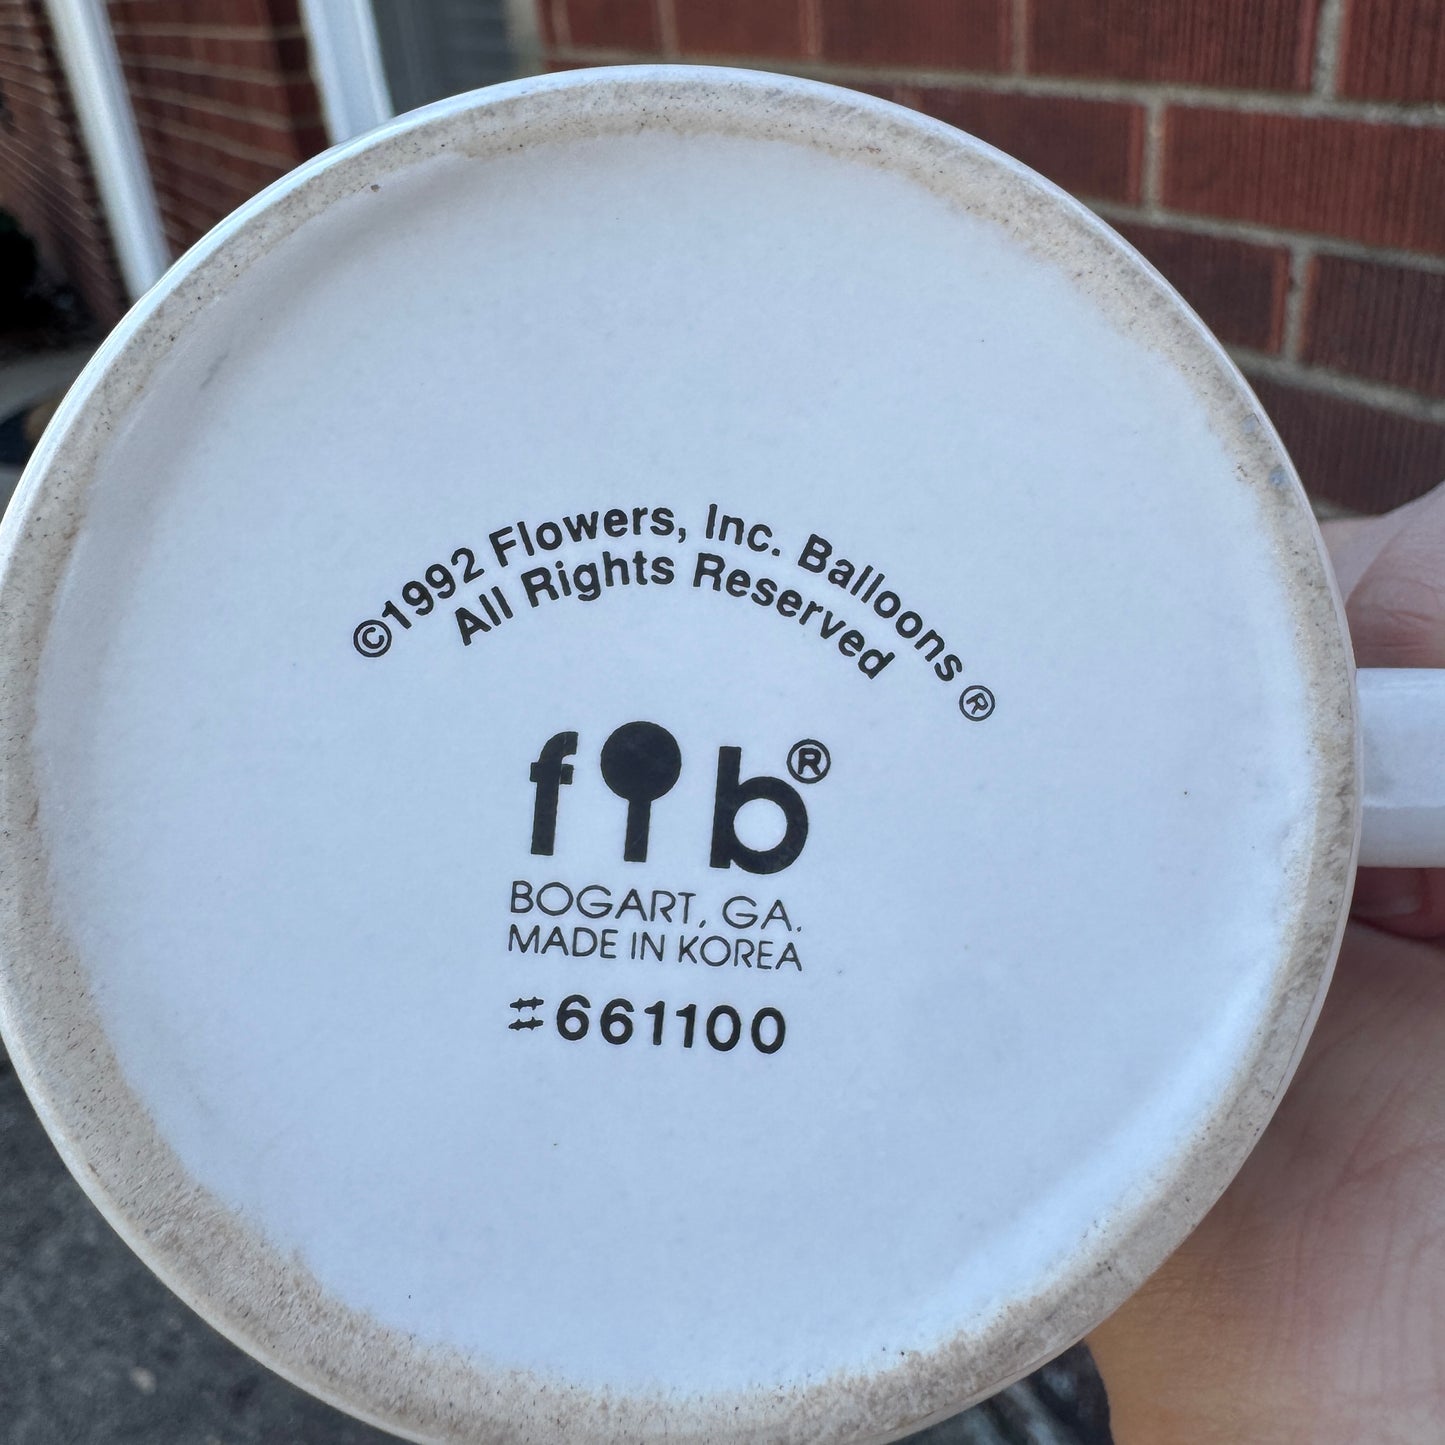 ©1992 Flowers, Inc. Balloons ®
All Rights Reserved
fib®
BOGART, GA.
MADE IN KOREA
#661100